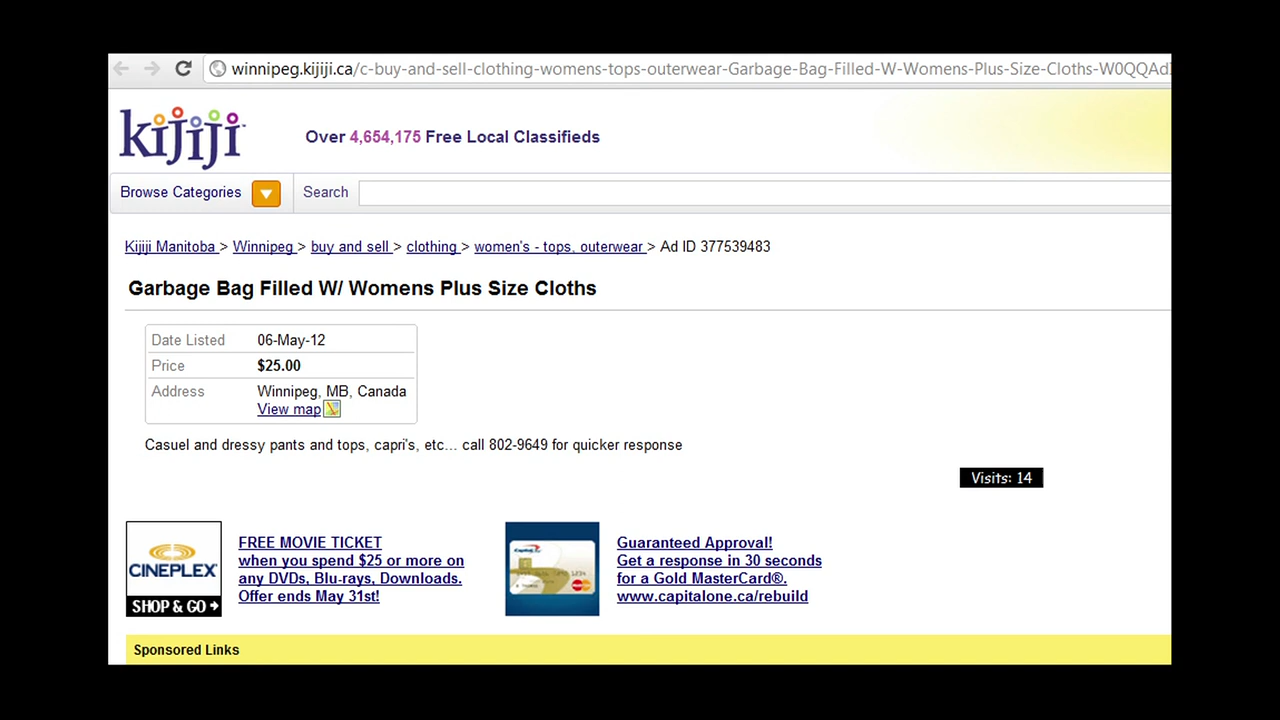 winnipeg.kijiji.ca/c-buy-and-sell-clothing-womens-tops-outerwear-Garbage-Bag-Filled-W-Womens-Plus-Size-Cloths-W0QQAd
kijiji
Over 4,654,175 Free Local Classifieds
Browse Categories Search
Kijiji Manitoba > Winnipeg > buy and sell > clothing > women's - tops, outerwear > Ad ID 377539483
Garbage Bag Filled W/ Womens Plus Size Cloths
Date Listed 06-May-12
Price $25.00
Address Winnipeg, MB, Canada
View map
Casuel and dressy pants and tops, capri's, etc... call 802-9649 for quicker response
Visits: 14
CINEPLEX
SHOP & GO
FREE MOVIE TICKET
when you spend $25 or more on
any DVDs, Blu-rays, Downloads.
Offer ends May 31st!
Guaranteed Approval!
Get a response in 30 seconds
for a Gold MasterCard®.
www.capitalone.ca/rebuild
Sponsored Links